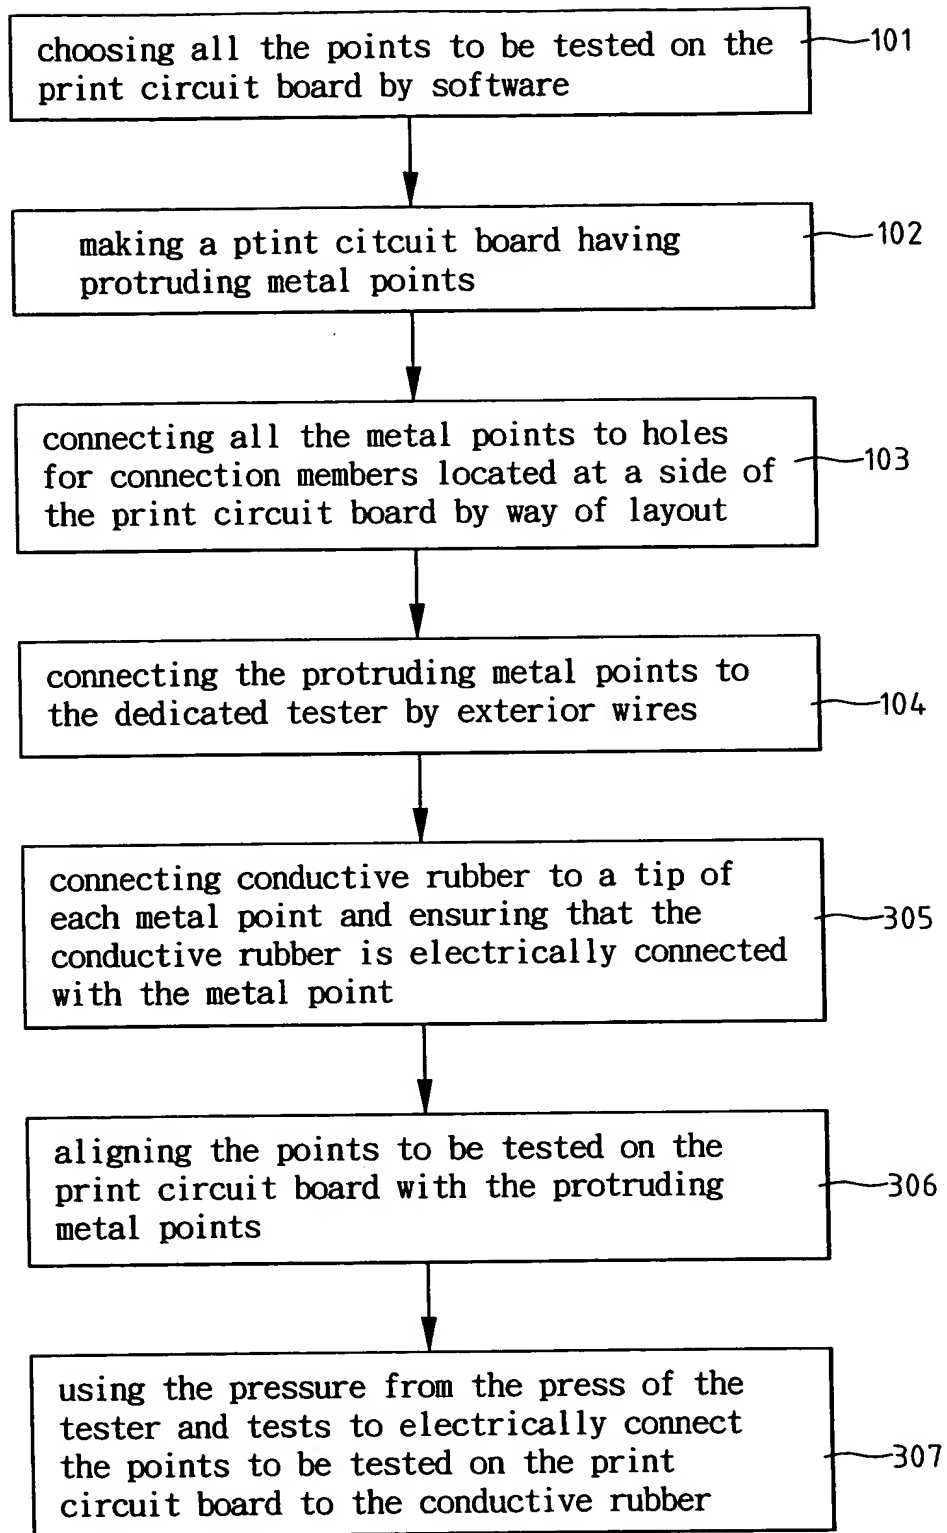 choosing all the points to be tested on the
print circuit board by software
101
making a ptint citcuit board having
protruding metal points
102
connecting all the metal points to holes
for connection members located at a side of
the print circuit board by way of layout
103
connecting the protruding metal points to
the dedicated tester by exterior wires
104
connecting conductive rubber to a tip of
each metal point and ensuring that the
conductive rubber is electrically connected
with the metal point
305
aligning the points to be tested on the
print circuit board with the protruding
metal points
306
using the pressure from the press of the
tester and tests to electrically connect
the points to be tested on the print
circuit board to the conductive rubber
307